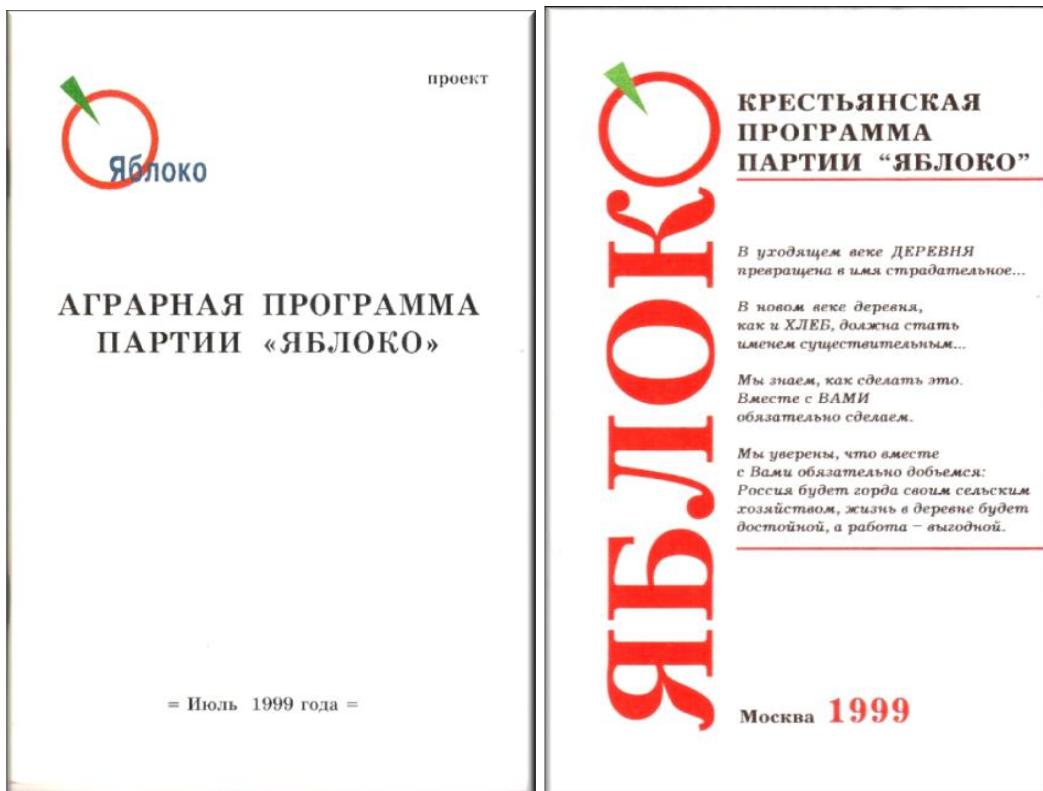 проект
Яблоко
АГРАРНАЯ ПРОГРАММА
ПАРТИИ «ЯБЛОКО»
= Июль 1999 года =
ЯБЛОКО
КРЕСТЬЯНСКАЯ
ПРОГРАММА
ПАРТИИ “ЯБЛОКО”
В уходящем веке ДЕРЕВНЯ
превращена в имя страдательное...
В новом веке деревня,
как и ХЛЕБ, должна стать
именем существительным...
Мы знаем, как сделать это.
Вместе с ВАМИ
обязательно сделаем.
Мы уверены, что вместе
с Вами обязательно добьемся:
Россия будет горда своим сельским
хозяйством, жизнь в деревне будет
достойной, а работа – выгодной.
Москва 1999